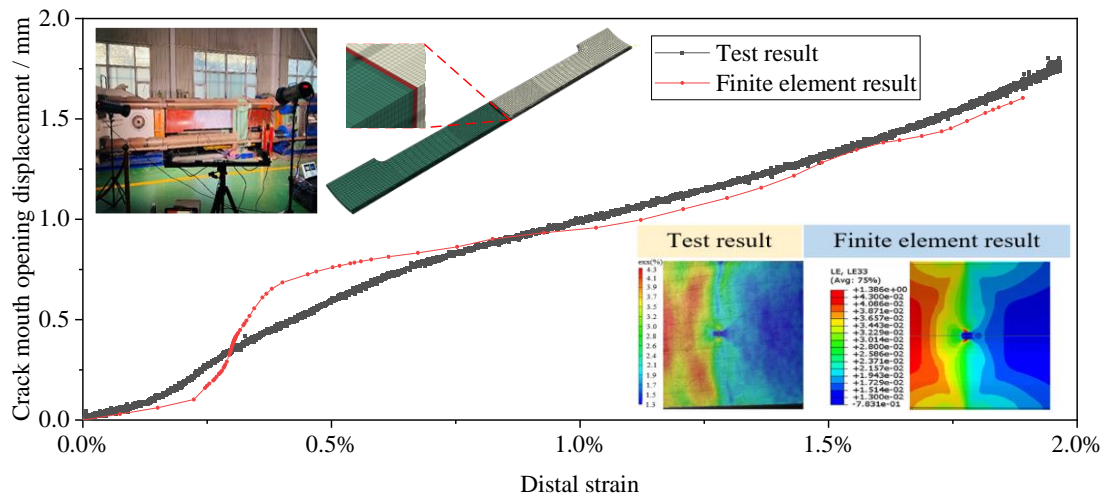 2.0
1.5
1.0
0.5
0.0
Crack mouth opening displacement / mm
Test result
Finite element result
Test result
Finite element result
exx(%)
4.3
4.1
3.9
3.7
3.5
3.3
3.1
2.8
2.6
2.4
2.1
1.9
1.7
1.5
1.3
LE, LE33
(Avg: 75%)
+1.386e+00
+4.300e-02
+4.086e-02
+3.871e-02
+3.657e-02
+3.443e-02
+3.229e-02
+3.014e-02
+2.800e-02
+2.586e-02
+2.371e-02
+2.157e-02
+1.943e-02
+1.729e-02
+1.514e-02
+1.300e-02
-7.831e-01
0.0%
0.5%
1.0%
1.5%
2.0%
Distal strain